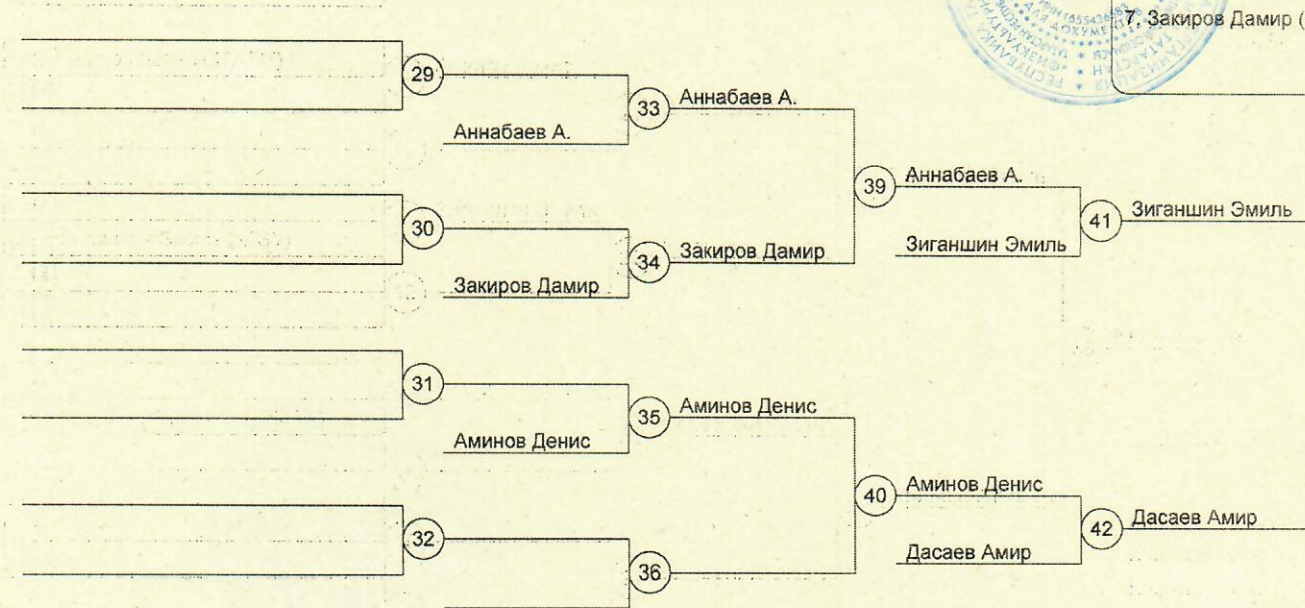 7. Закиров Дамир (
29
Аннабаев А.
33
Аннабаев А.
39
Аннабаев А.
Зиганшин Эмиль
41
Зиганшин Эмиль
30
Закиров Дамир
34
Закиров Дамир
31
Аминов Денис
35
Аминов Денис
40
Аминов Денис
Дасаев Амир
42
Дасаев Амир
32
36